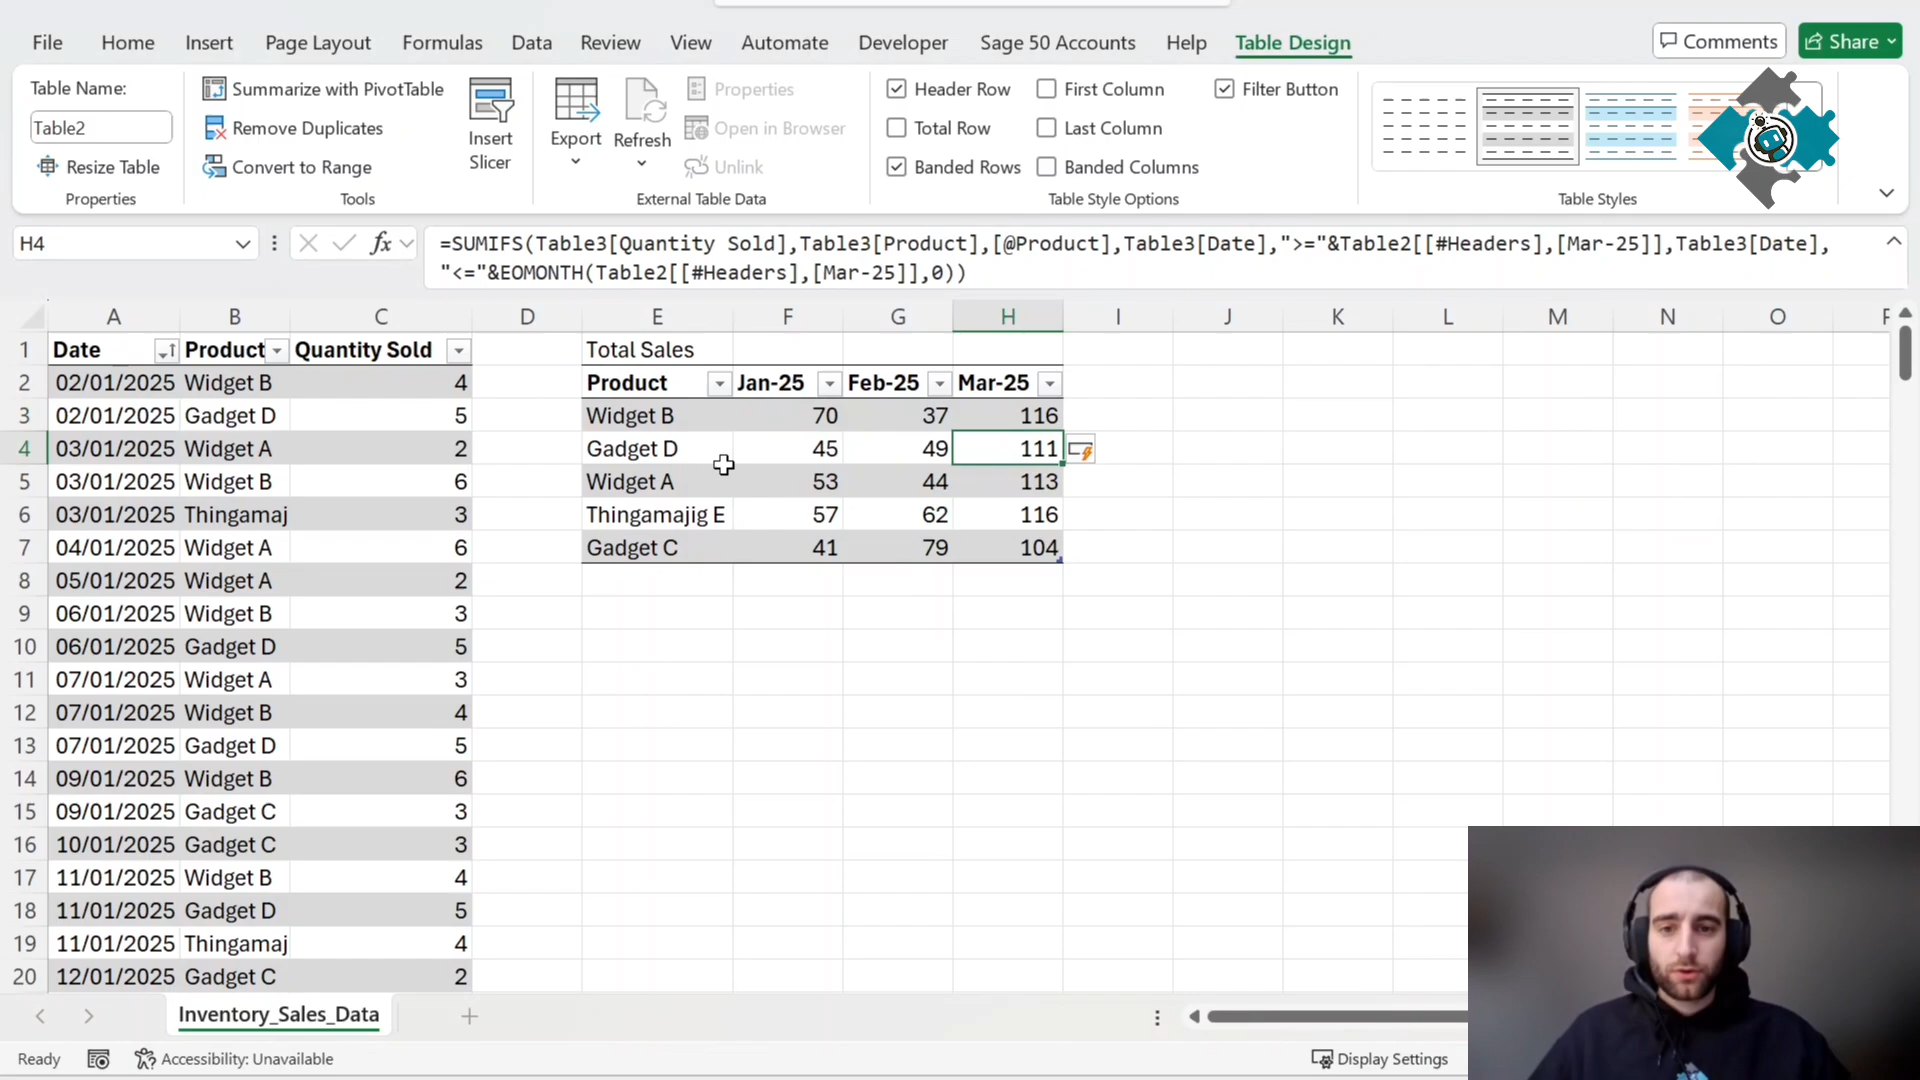 File Home Insert Page Layout Formulas Data Review View Automate Developer Sage 50 Accounts Help Table Design Comments Share
Table Name:
Table2
Resize Table
Properties
Summarize with PivotTable
Remove Duplicates
Convert to Range
Tools
Insert
Slicer
Export
Refresh
Properties
Open in Browser
Unlink
External Table Data
Header Row First Column Filter Button
Total Row Last Column
Banded Rows Banded Columns
Table Style Options
Table Styles
H4
fx
=SUMIFS(Table3[Quantity Sold],Table3[Product],[@Product],Table3[Date],">="&Table2[[#Headers],[Mar-25]],Table3[Date],
"<="&EOMONTH(Table2[[#Headers],[Mar-25]],0))
A B C D E F G H I J K L M N O
1 Date Product Quantity Sold Total Sales
2 02/01/2025 Widget B 4 Product Jan-25 Feb-25 Mar-25
3 02/01/2025 Gadget D 5 Widget B 70 37 116
4 03/01/2025 Widget A 2 Gadget D 45 49 111
5 03/01/2025 Widget B 6 Widget A 53 44 113
6 03/01/2025 Thingamaj 3 Thingamajig E 57 62 116
7 04/01/2025 Widget A 6 Gadget C 41 79 104
8 05/01/2025 Widget A 2
9 06/01/2025 Widget B 3
10 06/01/2025 Gadget D 5
11 07/01/2025 Widget A 3
12 07/01/2025 Widget B 4
13 07/01/2025 Gadget D 5
14 09/01/2025 Widget B 6
15 09/01/2025 Gadget C 3
16 10/01/2025 Gadget C 3
17 11/01/2025 Widget B 4
18 11/01/2025 Gadget D 5
19 11/01/2025 Thingamaj 4
20 12/01/2025 Gadget C 2
Inventory_Sales_Data
Ready Accessibility: Unavailable Display Settings